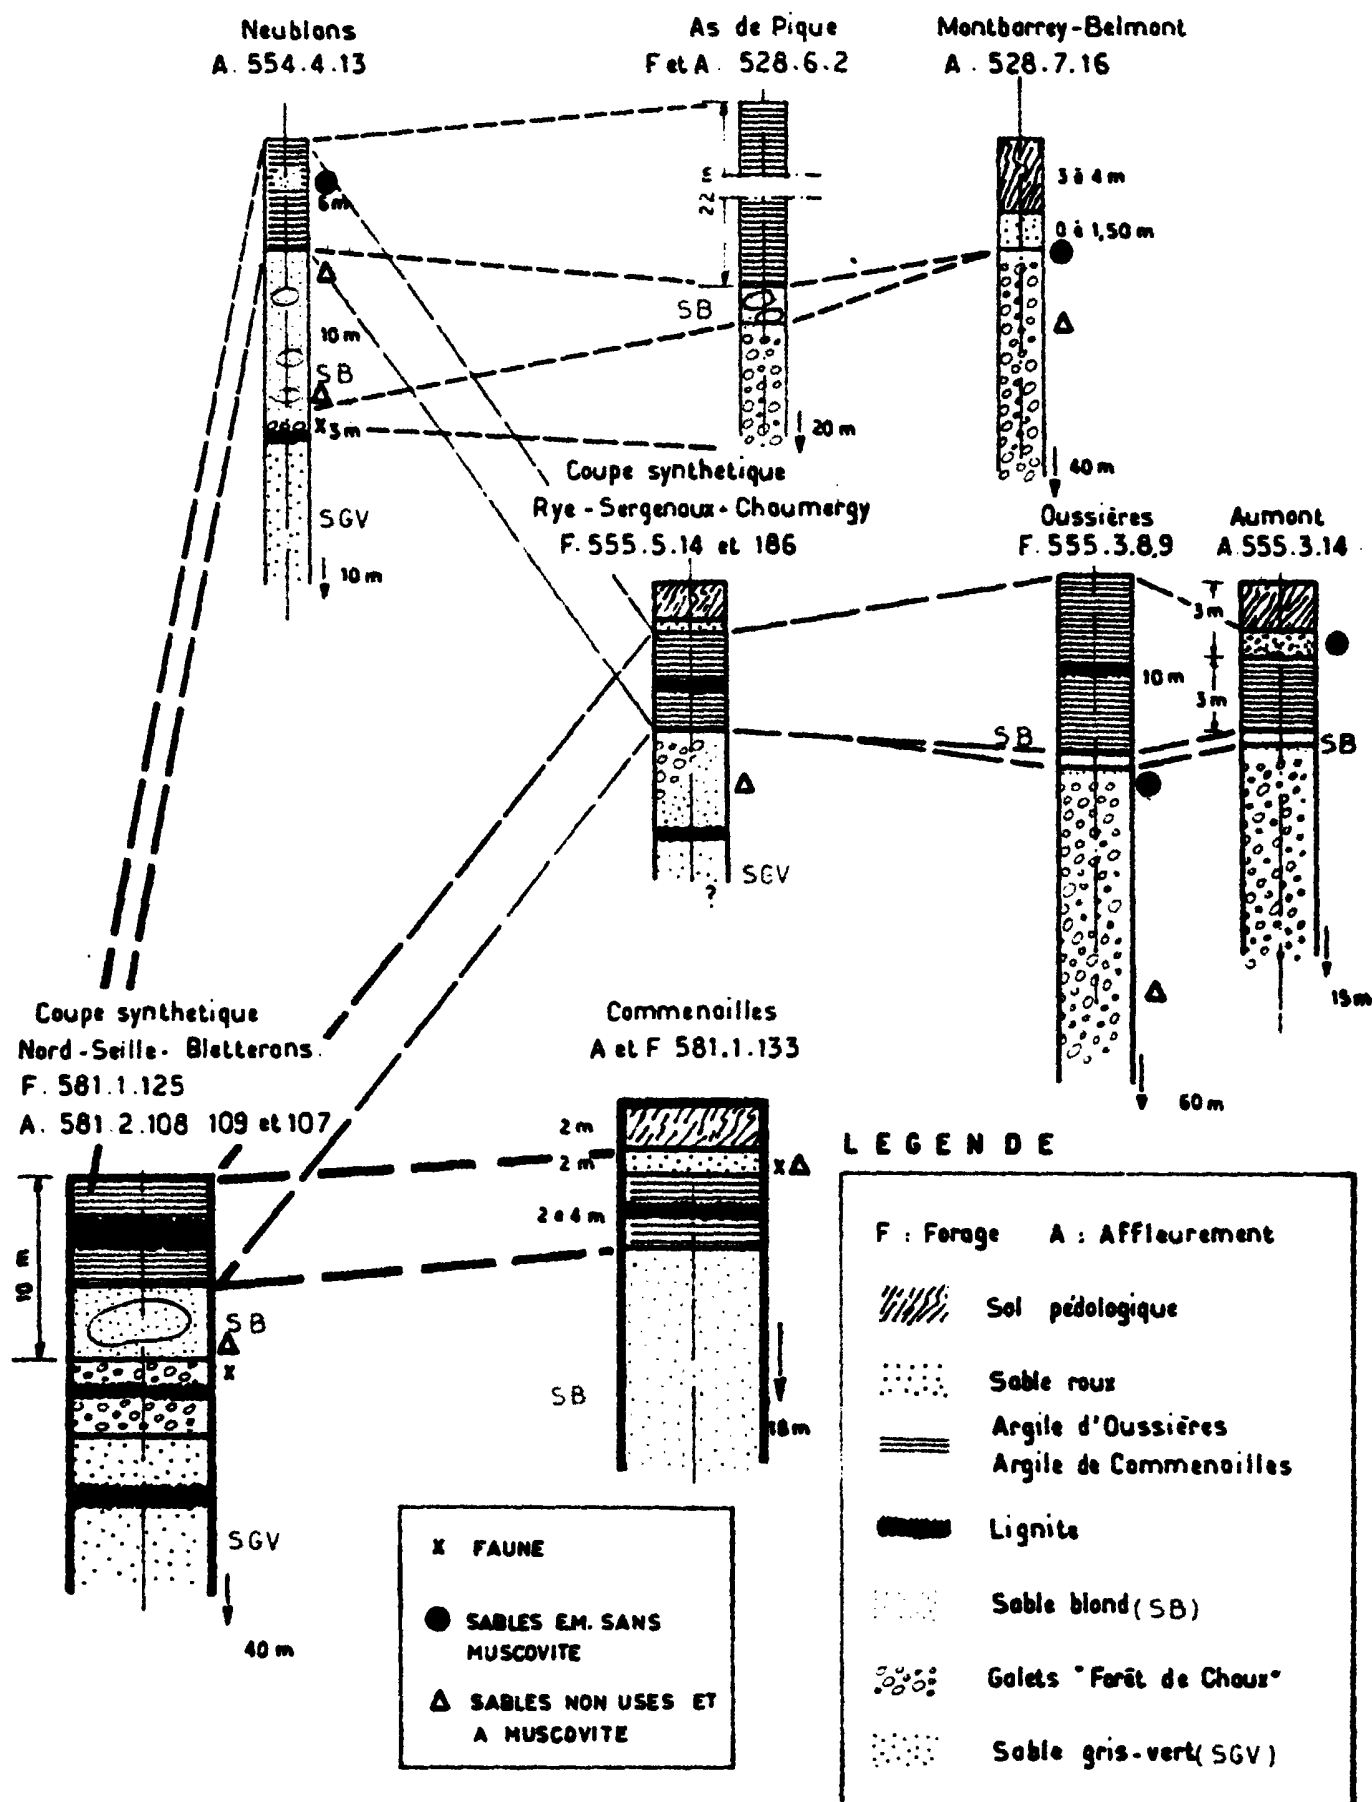 Neublans
A. 554.4.13
As de Pique
F et A. 528.6.2
Montbarrey-Belmont
A. 528.7.16
6m
10 m
SB
x 3m
SGV
10 m
22 m
SB
20 m
3 à 4 m
0 à 1,50 m
40 m
Coupe synthetique
Rye - Sergenaux - Chaumergy
F. 555.5.14 et 186
SGV
?
Oussières
F. 555.3.8,9
10 m
SB
60 m
Aumont
A.555.3.14
3m
3m
SB
15 m
Coupe synthetique
Nord - Seille - Bletterans.
F. 581.1.125
A. 581.2.108 109 et 107
10 m
SB
x
SGV
40 m
Commenailles
A et F 581.1.133
2 m
2 m
x
2 à 4 m
SB
18 m
x FAUNE
SABLES E.M. SANS
MUSCOVITE
SABLES NON USES ET
A MUSCOVITE
LEGENDE
F : Forage A : Affleurement
Sol pédologique
Sable roux
Argile d'Oussières
Argile de Commenailles
Lignite
Sable blond (SB)
Galets "Forêt de Chaux"
Sable gris-vert (SGV)